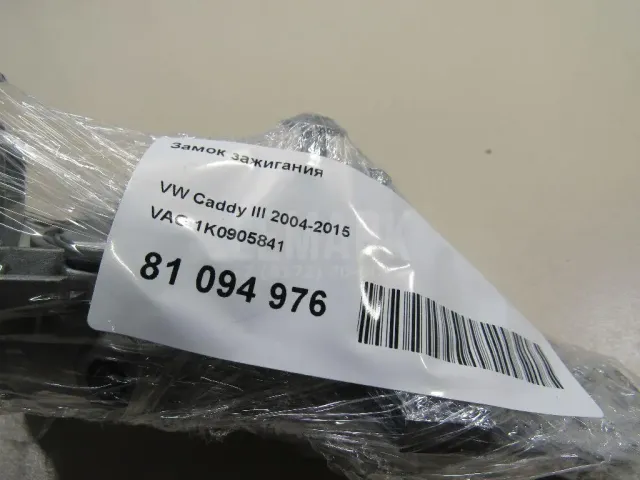 Замок зажигания
VW Caddy III 2004-2015
VAG 1K0905841
81 094 976